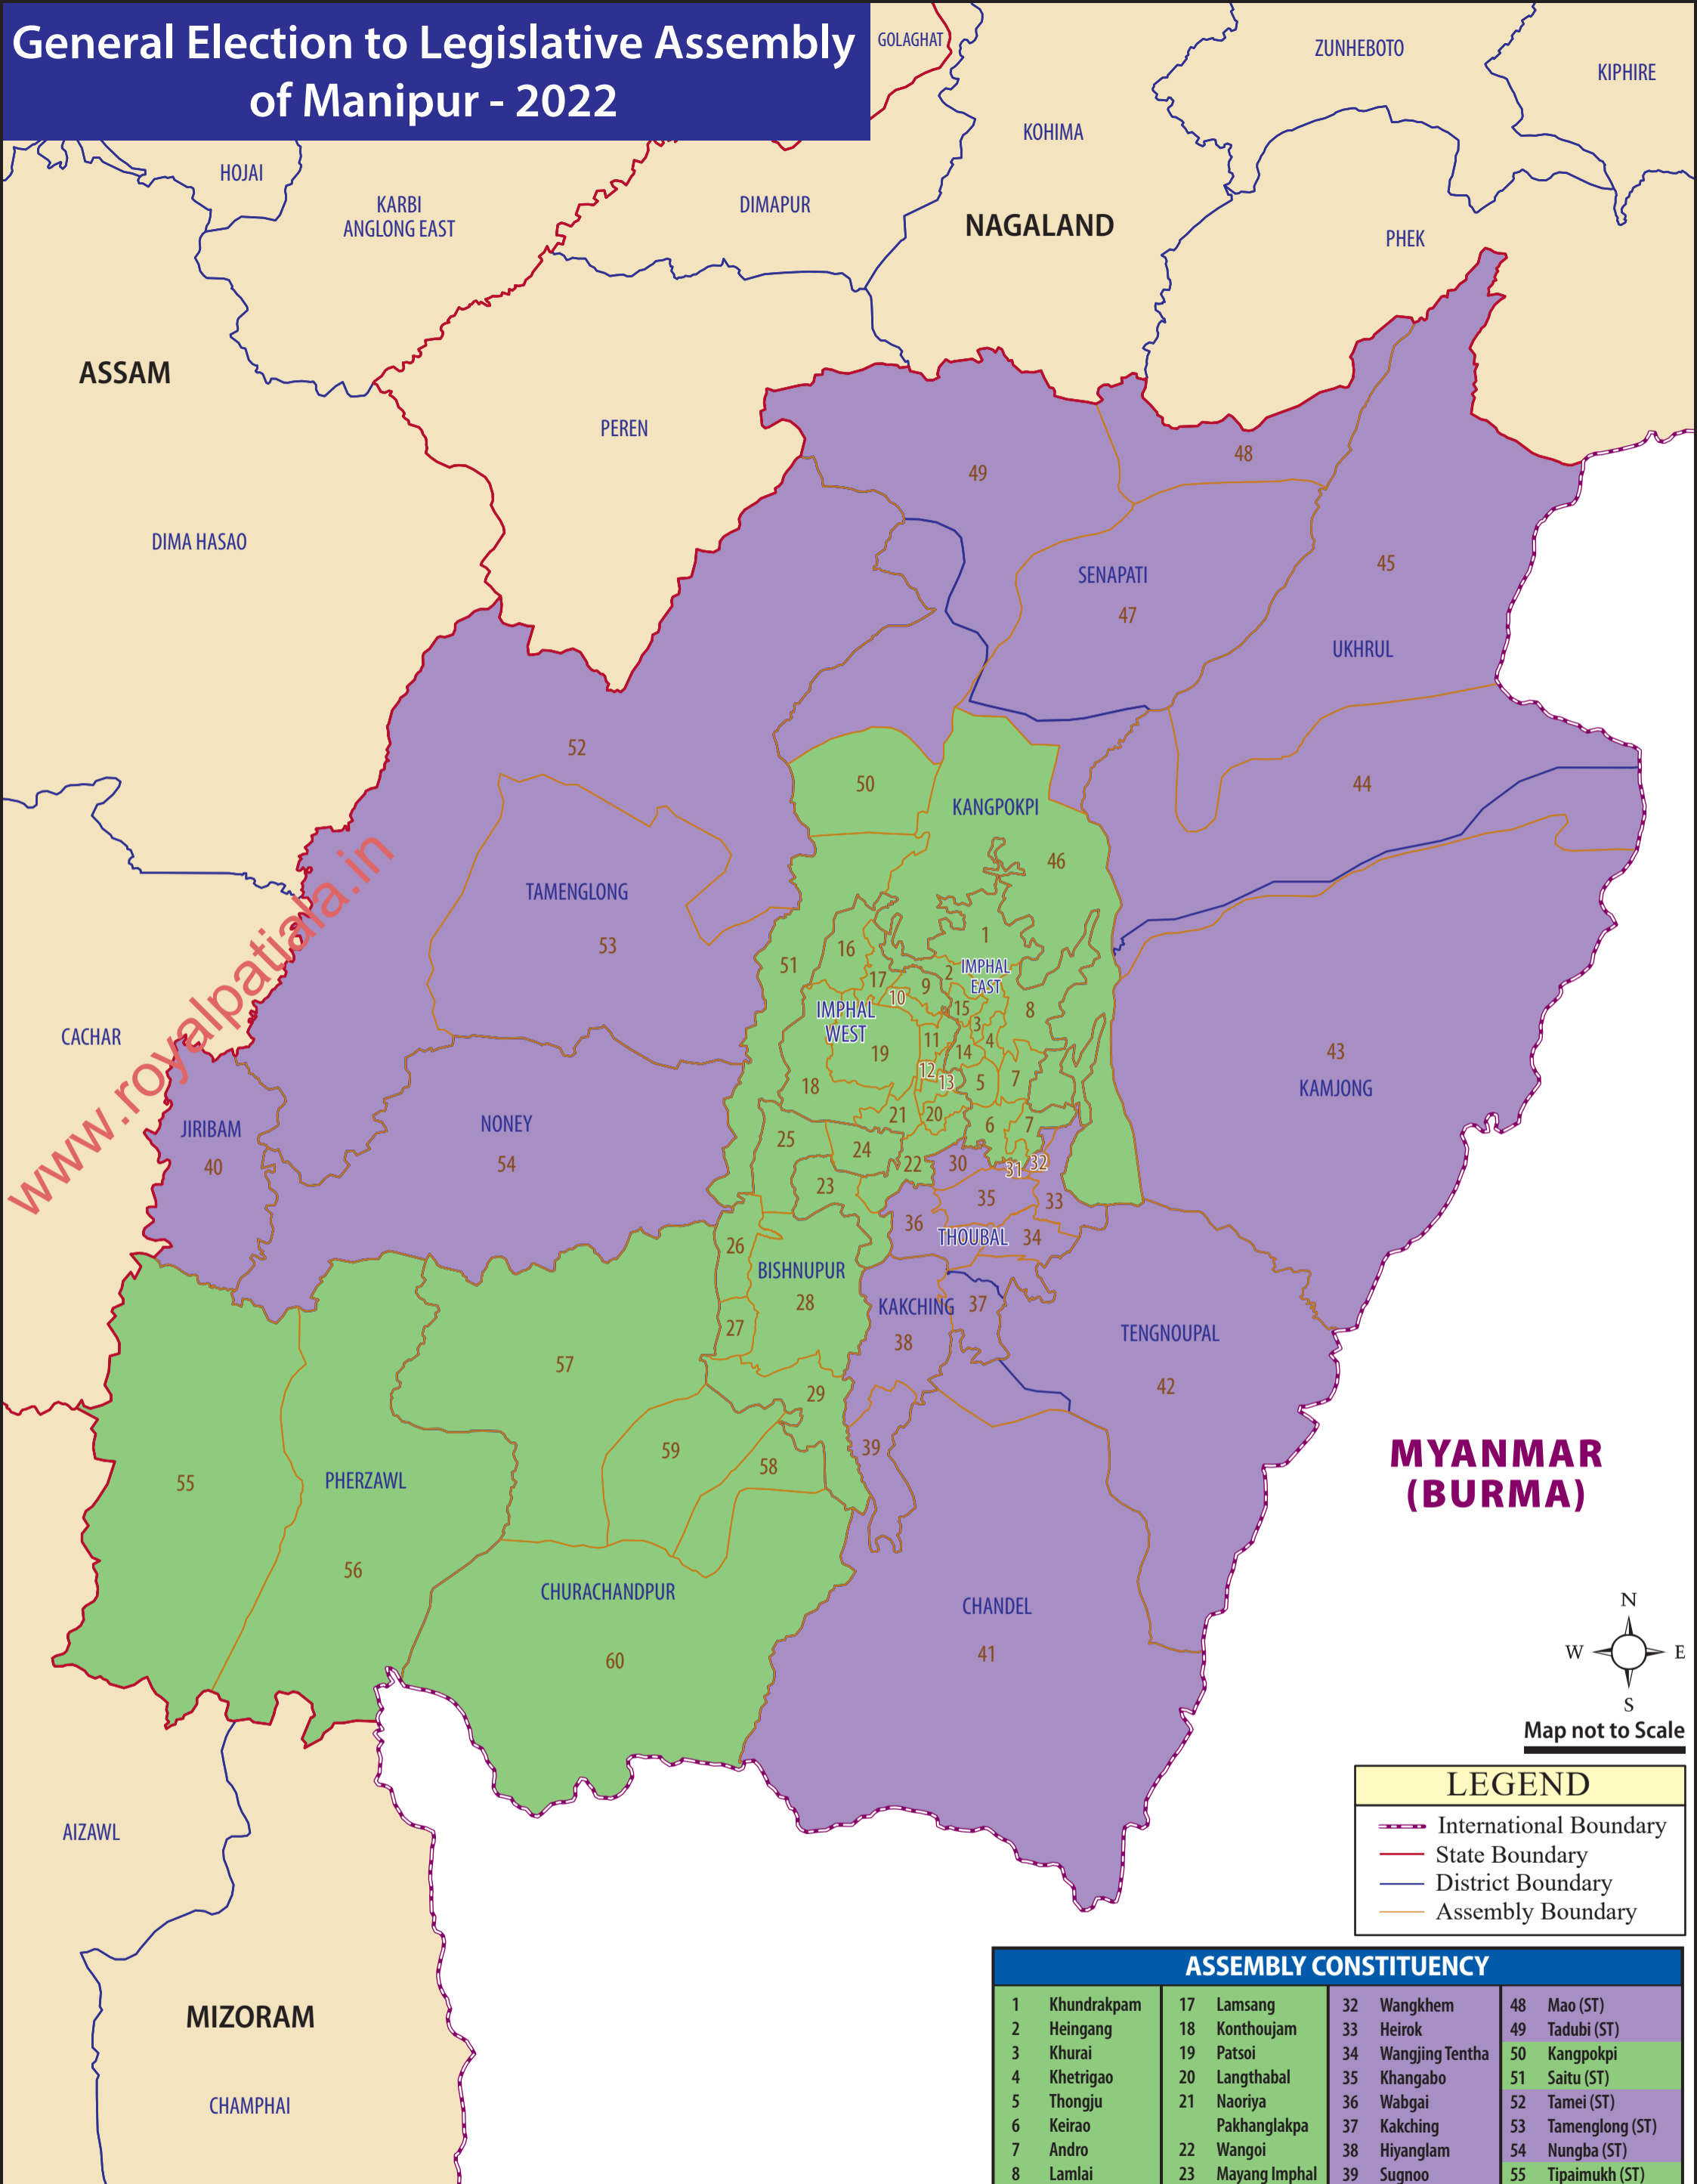 General Election to Legislative Assembly
of Manipur - 2022
GOLAGHAT
ZUNHEBOTO
KIPHIRE
KOHIMA
HOJAI
KARBI
ANGLONG EAST
DIMAPUR
NAGALAND
PHEK
ASSAM
PEREN
48
49
DIMA HASAO
45
SENAPATI
47
UKHRUL
52
50
44
KANGPOKPI
46
TAMENGLONG
53
1
16
51
IMPHAL
EAST
2
17
9
10
IMPHAL
WEST
15
8
3
CACHAR
11
4
19
14
43
12
13
5
7
18
KAMJONG
21
20
JIRIBAM
NONEY
6
7
25
24
40
54
22
30
31
32
23
35
33
36
THOUBAL
34
26
BISHNUPUR
28
KAKCHING
37
27
38
TENGNOUPAL
57
42
29
59
39
58
MYANMAR
(BURMA)
55
PHERZAWL
56
CHURACHANDPUR
CHANDEL
60
41
www.royalpatiala.in
N
W
E
S
Map not to Scale
LEGEND
International Boundary
State Boundary
District Boundary
Assembly Boundary
AIZAWL
MIZORAM
CHAMPHAI
ASSEMBLY CONSTITUENCY
1 Khundrakpam
2 Heingang
3 Khurai
4 Khetrigao
5 Thongju
6 Keirao
7 Andro
8 Lamlai
17 Lamsang
18 Konthoujam
19 Patsoi
20 Langthabal
21 Naoriya
Pakhanglakpa
22 Wangoi
23 Mayang Imphal
32 Wangkhem
33 Heirok
34 Wangjing Tentha
35 Khangabo
36 Wabgai
37 Kakching
38 Hiyanglam
39 Sugnoo
48 Mao (ST)
49 Tadubi (ST)
50 Kangpokpi
51 Saitu (ST)
52 Tamei (ST)
53 Tamenglong (ST)
54 Nungba (ST)
55 Tipaimukh (ST)